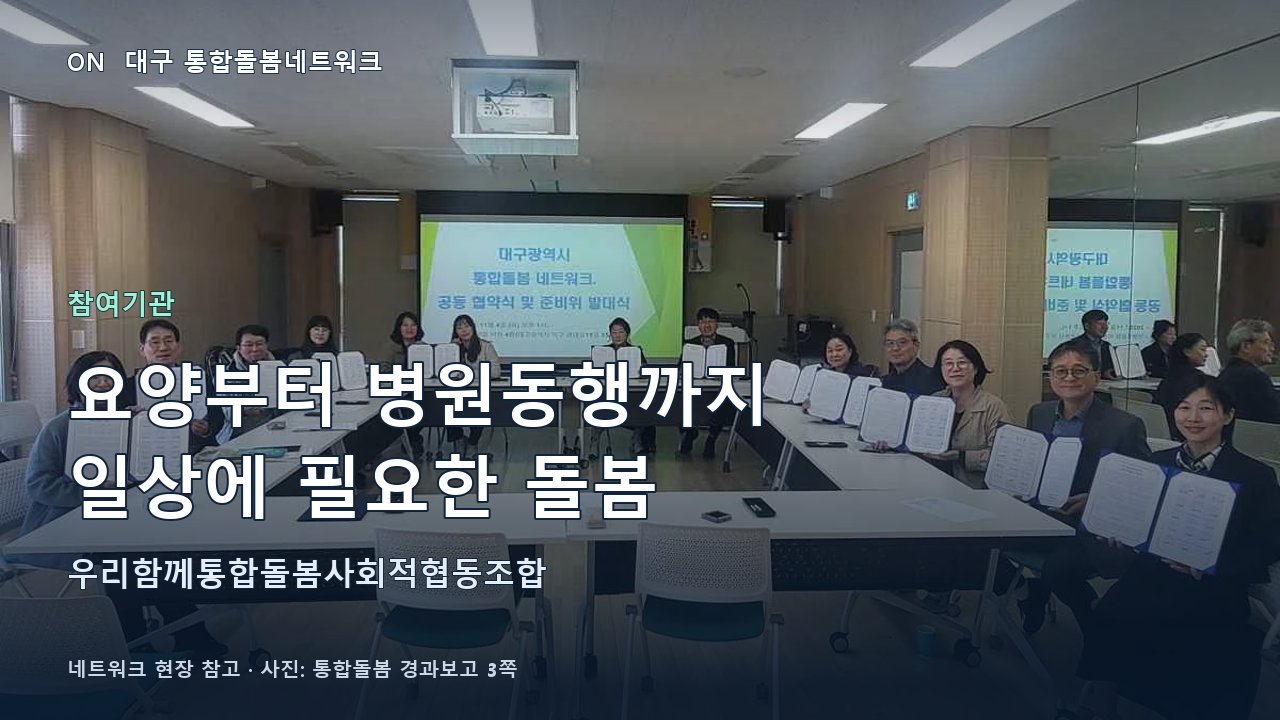 ON 대구 통합돌봄네트워크
대구광역시
통합돌봄 네트워크.
공동 협약식 및 준비위 발대식
참여기관
요양부터 병원동행까지
일상에 필요한 돌봄
우리함께통합돌봄사회적협동조합
네트워크 현장 참고 · 사진: 통합돌봄 경과보고 3쪽